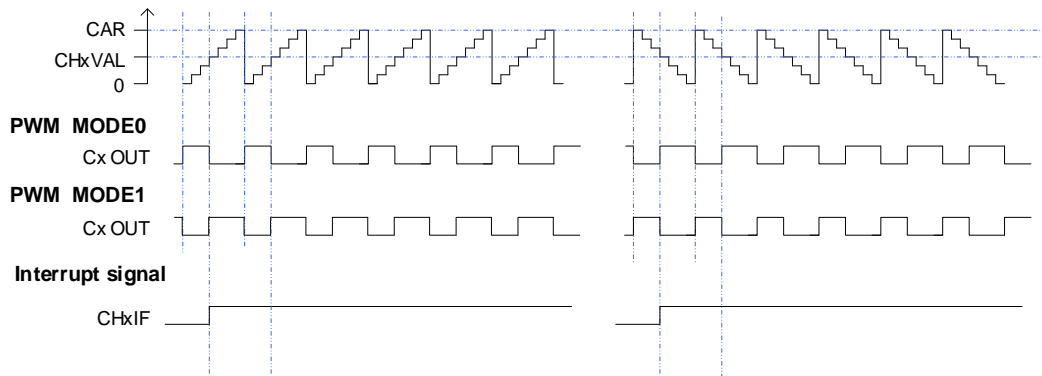 CAR
CHxVAL
0
PWM MODE0
Cx OUT
PWM MODE1
Cx OUT
Interrupt signal
CHxIF